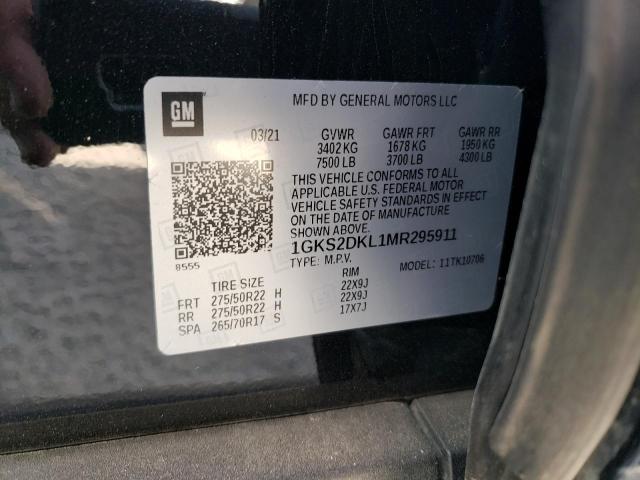 GM
MFD BY GENERAL MOTORS LLC
03/21 GVWR GAWR FRT GAWR RR
3402 KG 1678 KG 1950 KG
7500 LB 3700 LB 4300 LB
THIS VEHICLE CONFORMS TO ALL
APPLICABLE U.S. FEDERAL MOTOR
VEHICLE SAFETY STANDARDS IN EFFECT
ON THE DATE OF MANUFACTURE
SHOWN ABOVE.
1GKS2DKL1MR295911
8555 TYPE: M.P.V. MODEL: 11TK10706
TIRE SIZE RIM
FRT 275/50R22 H 22X9J
RR 275/50R22 H 22X9J
SPA 265/70R17 S 17X7J